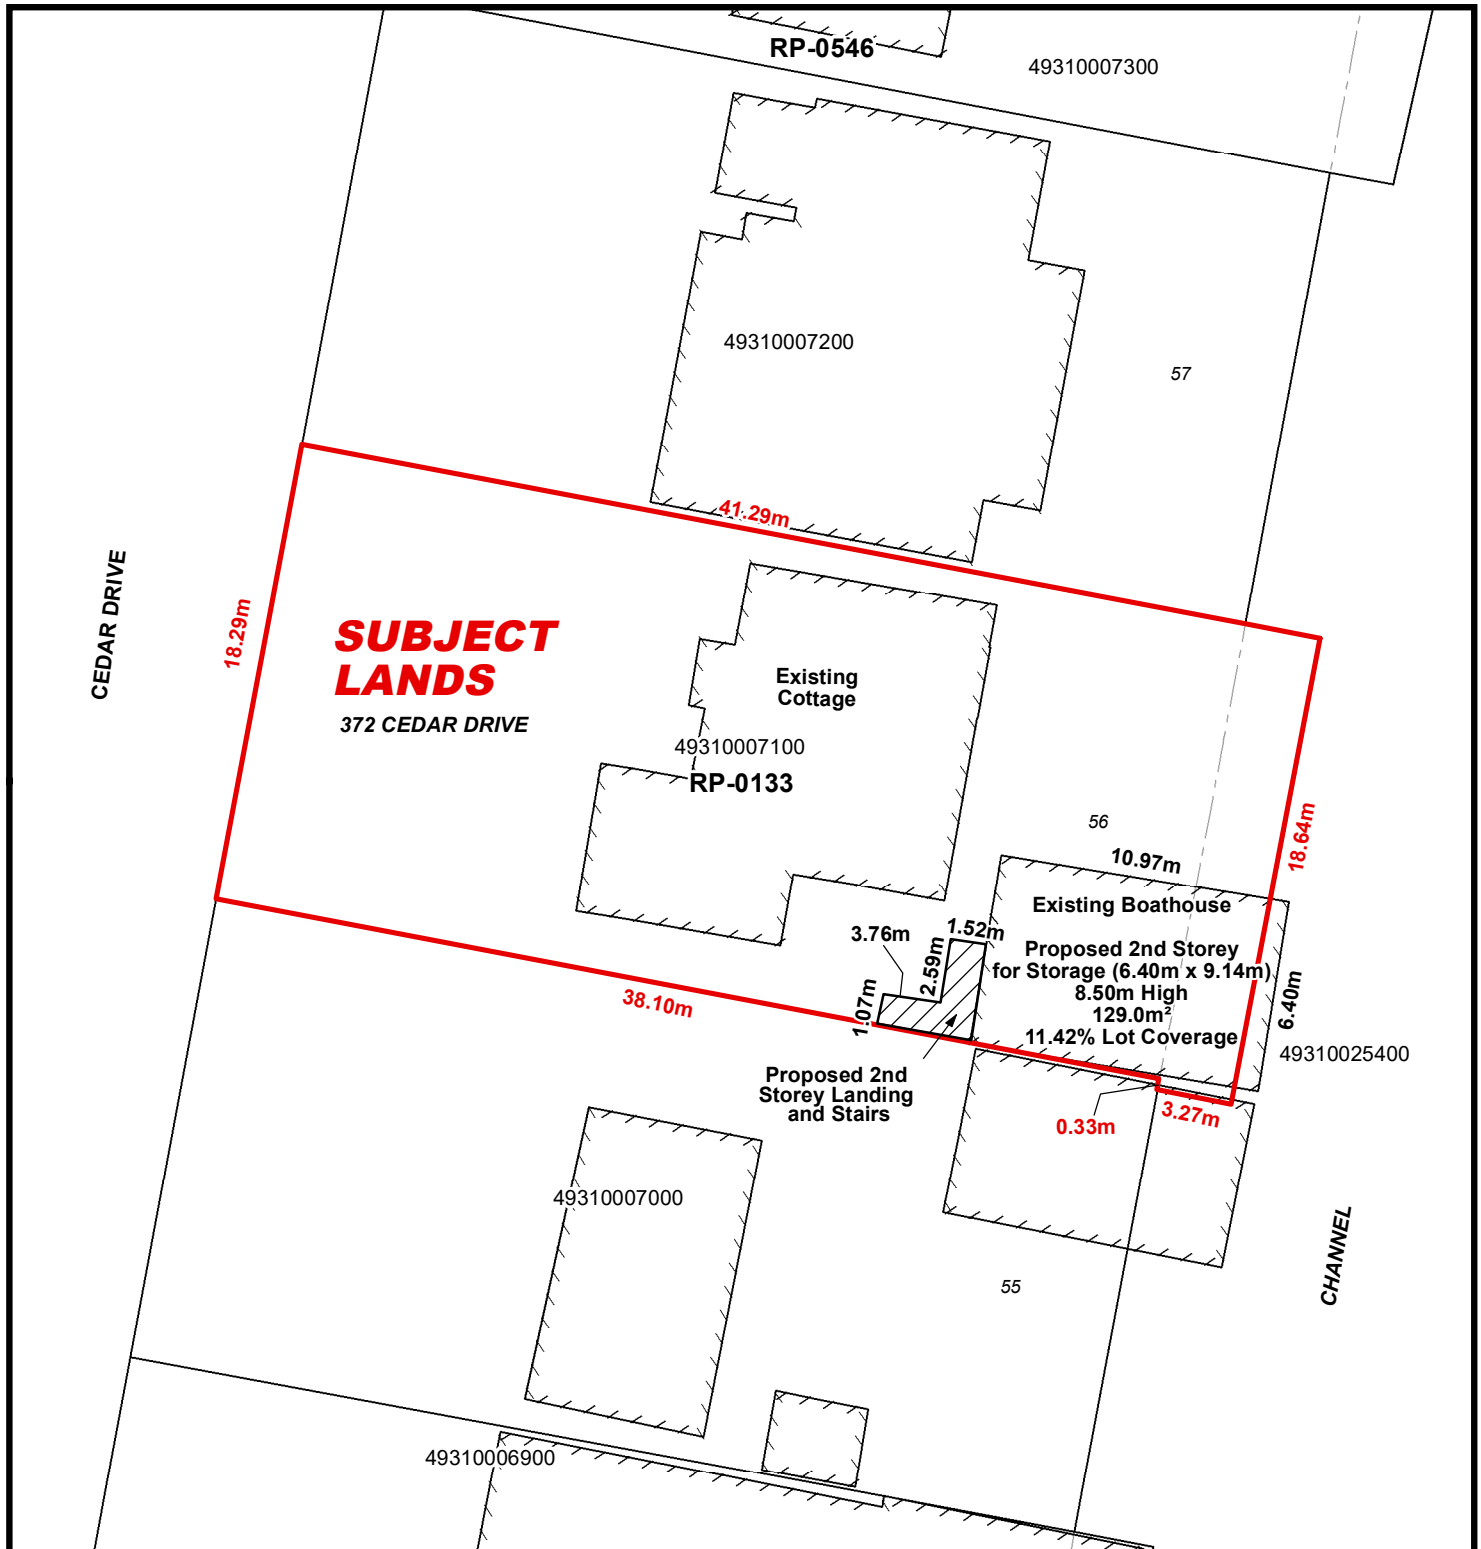 RP-0546
49310007300
49310007200
57
41.29m
CEDAR DRIVE
18.29m
SUBJECT
LANDS
372 CEDAR DRIVE
Existing
Cottage
49310007100
RP-0133
56
18.64m
10.97m
Existing Boathouse
Proposed 2nd Storey
for Storage (6.40m x 9.14m)
8.50m High
129.0m²
11.42% Lot Coverage
6.40m
3.76m
1.52m
2.59m
1.07m
38.10m
49310025400
Proposed 2nd
Storey Landing
and Stairs
0.33m
3.27m
49310007000
CHANNEL
55
49310006900